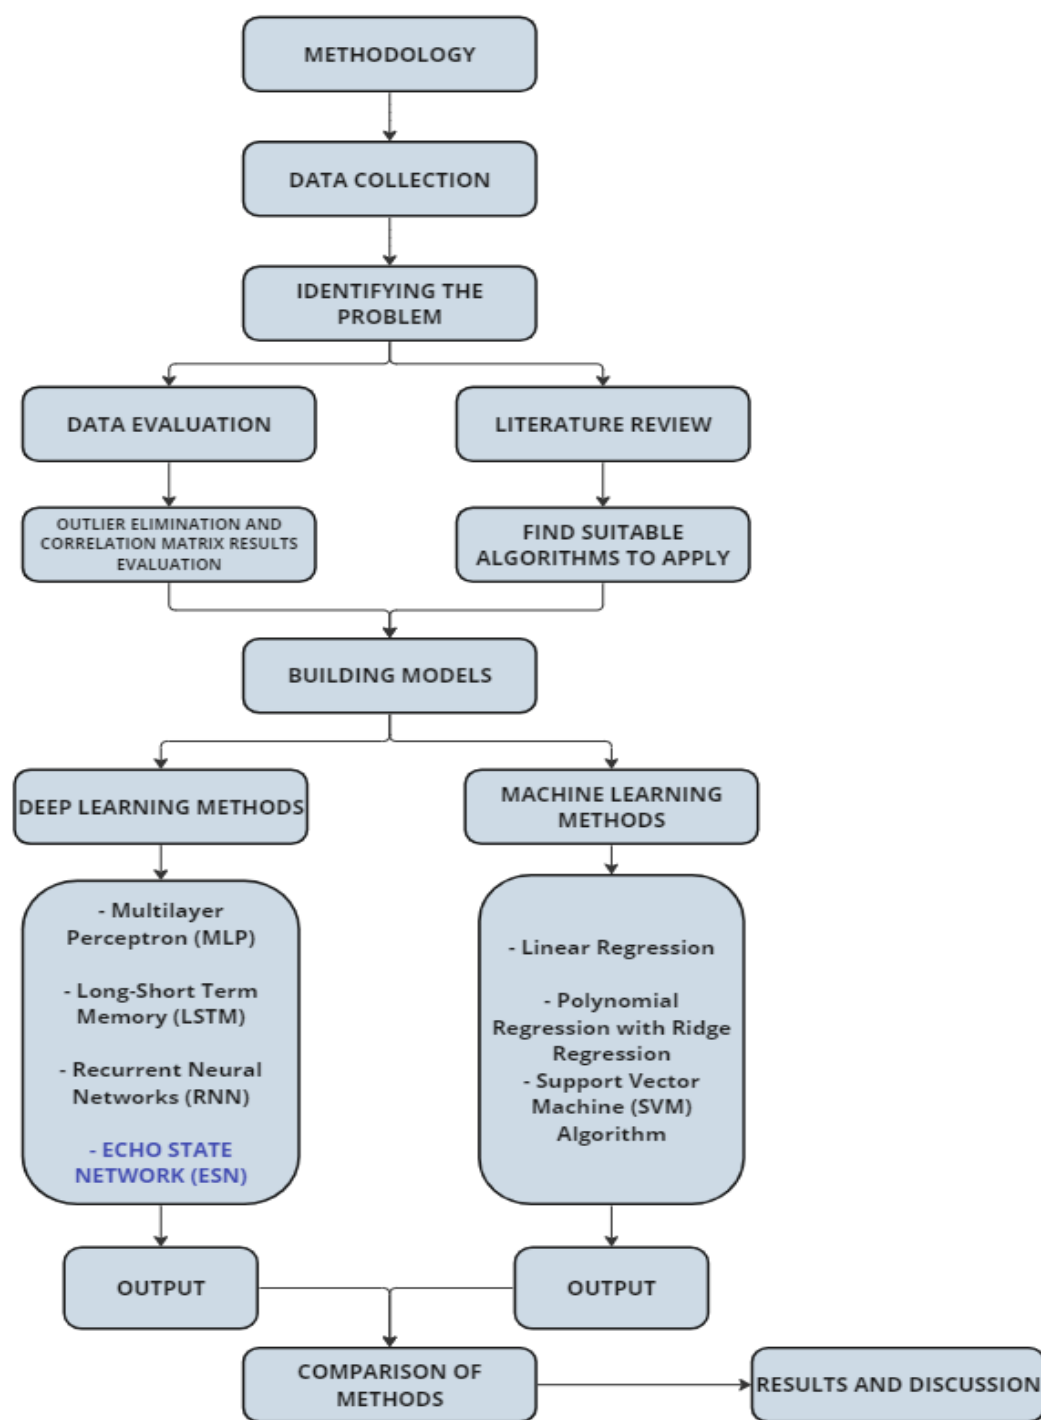 METHODOLOGY
DATA COLLECTION
IDENTIFYING THE
PROBLEM
DATA EVALUATION
LITERATURE REVIEW
OUTLIER ELIMINATION AND
CORRELATION MATRIX RESULTS
EVALUATION
FIND SUITABLE
ALGORITHMS TO APPLY
BUILDING MODELS
DEEP LEARNING METHODS
MACHINE LEARNING
METHODS
- Multilayer
Perceptron (MLP)
- Long-Short Term
Memory (LSTM)
- Recurrent Neural
Networks (RNN)
- ECHO STATE
NETWORK (ESN)
- Linear Regression
- Polynomial
Regression with Ridge
Regression
- Support Vector
Machine (SVM)
Algorithm
OUTPUT
OUTPUT
COMPARISON OF
METHODS
RESULTS AND DISCUSSION